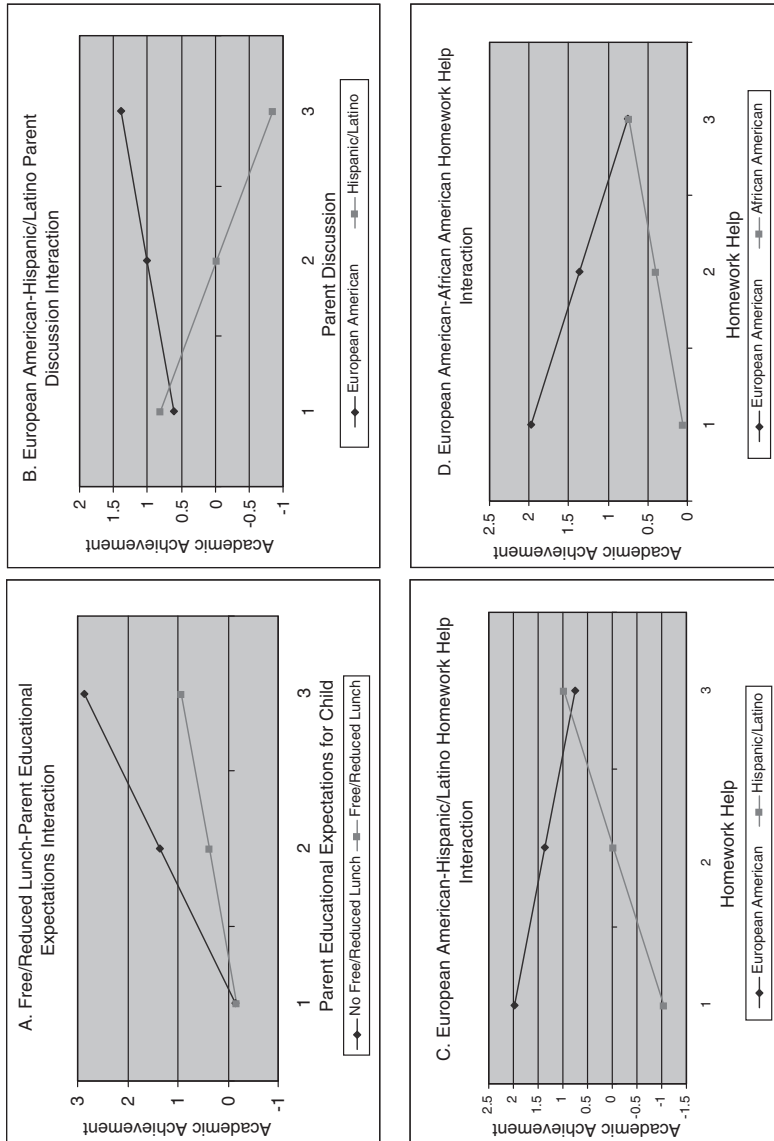 A. Free/Reduced Lunch-Parent Educational
Expectations Interaction
3
2
1
0
-1
Academic Achievement
1
2
3
Parent Educational Expectations for Child
No Free/Reduced Lunch
Free/Reduced Lunch
B. European American-Hispanic/Latino Parent
Discussion Interaction
2
1.5
1
0.5
0
-0.5
-1
Academic Achievement
1
2
3
Parent Discussion
European American
Hispanic/Latino
C. European American-Hispanic/Latino Homework Help
Interaction
2.5
2
1.5
1
0.5
0
-0.5
-1
-1.5
Academic Achievement
1
2
3
Homework Help
European American
Hispanic/Latino
D. European American-African American Homework Help
Interaction
2.5
2
1.5
1
0.5
0
Academic Achievement
1
2
3
Homework Help
European American
African American